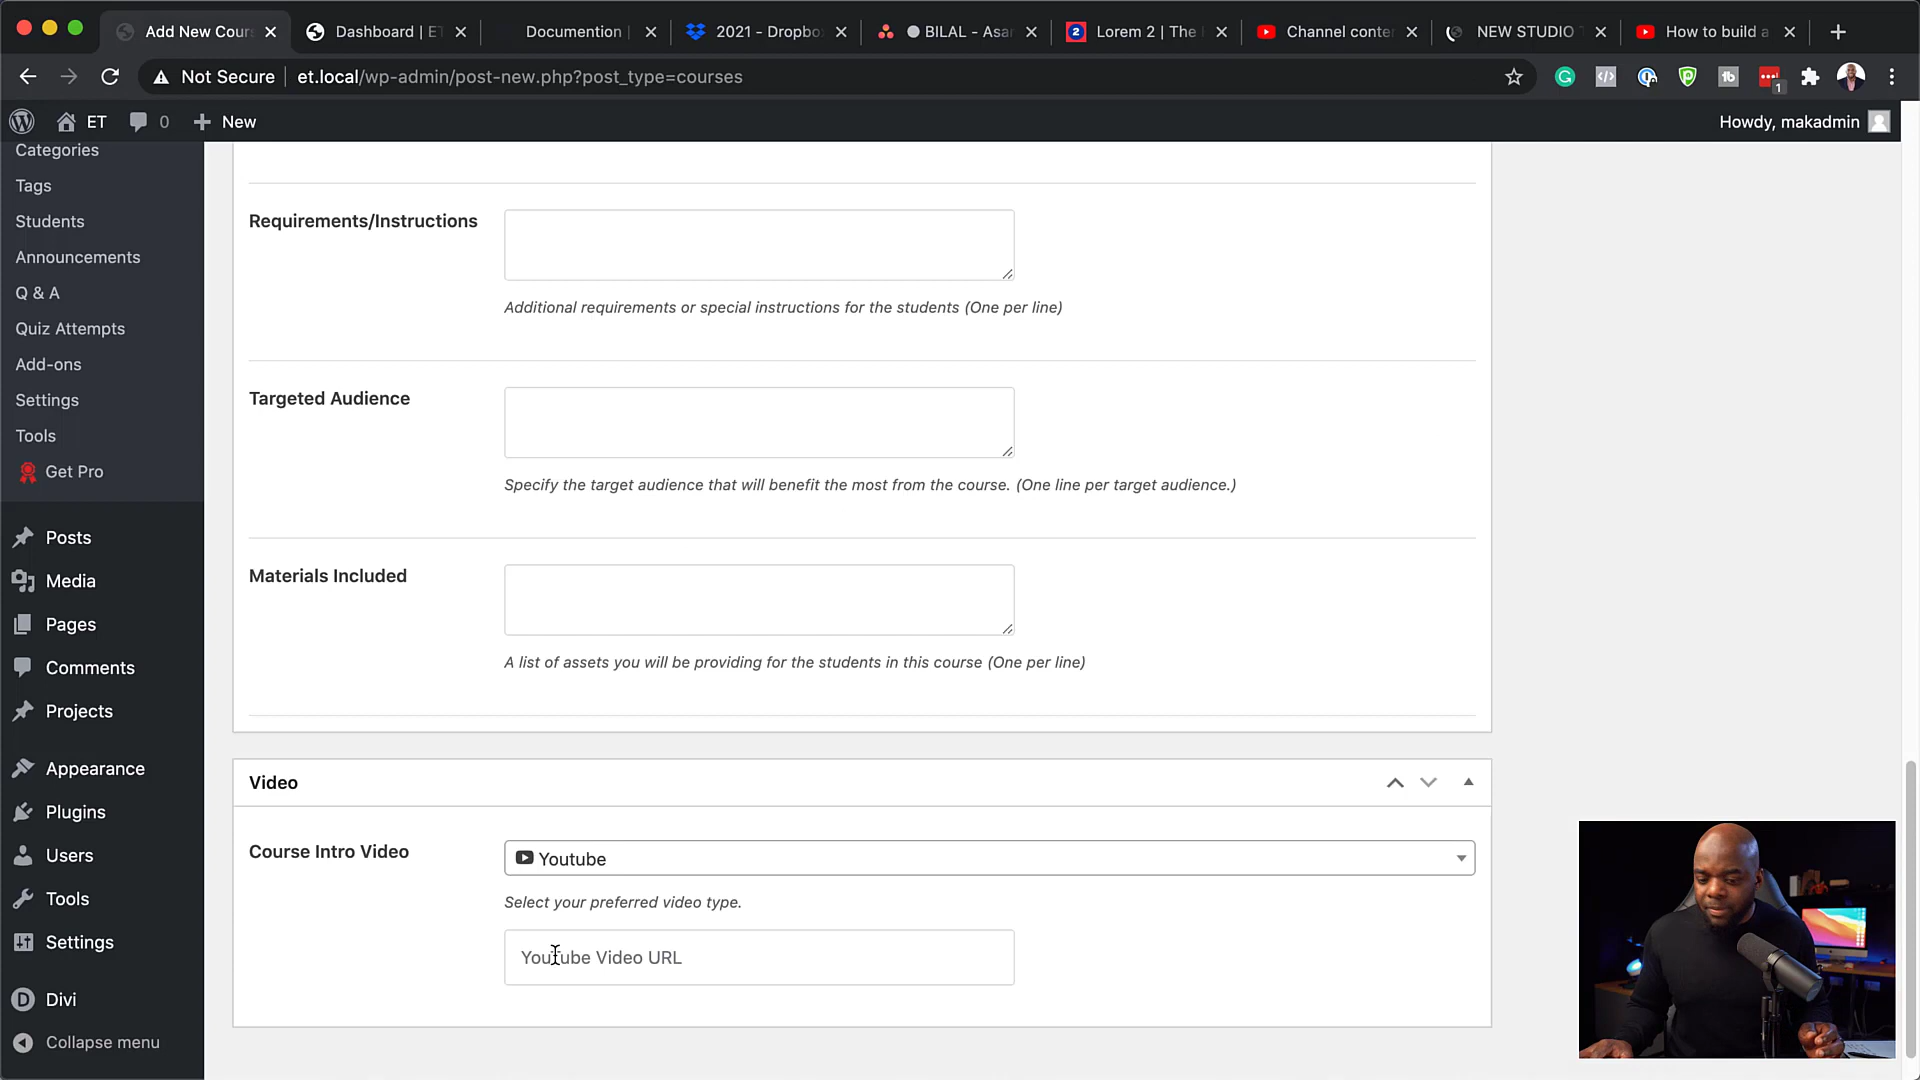 Add New Cour
Dashboard | E
Documention |
2021 - Dropbo
BILAL - Asa
2 Lorem 2 | The
Channel conte
NEW STUDIO
How to build a
Not Secure et.local/wp-admin/post-new.php?post_type=courses
tb
1
ET 0 New
Howdy, makadmin
Categories
Tags
Students
Announcements
Q & A
Quiz Attempts
Add-ons
Settings
Tools
Get Pro
Posts
Media
Pages
Comments
Projects
Appearance
Plugins
Users
Tools
Settings
D Divi
Collapse menu
Requirements/Instructions
Additional requirements or special instructions for the students (One per line)
Targeted Audience
Specify the target audience that will benefit the most from the course. (One line per target audience.)
Materials Included
A list of assets you will be providing for the students in this course (One per line)
Video
Course Intro Video
Youtube
Select your preferred video type.
Youtube Video URL